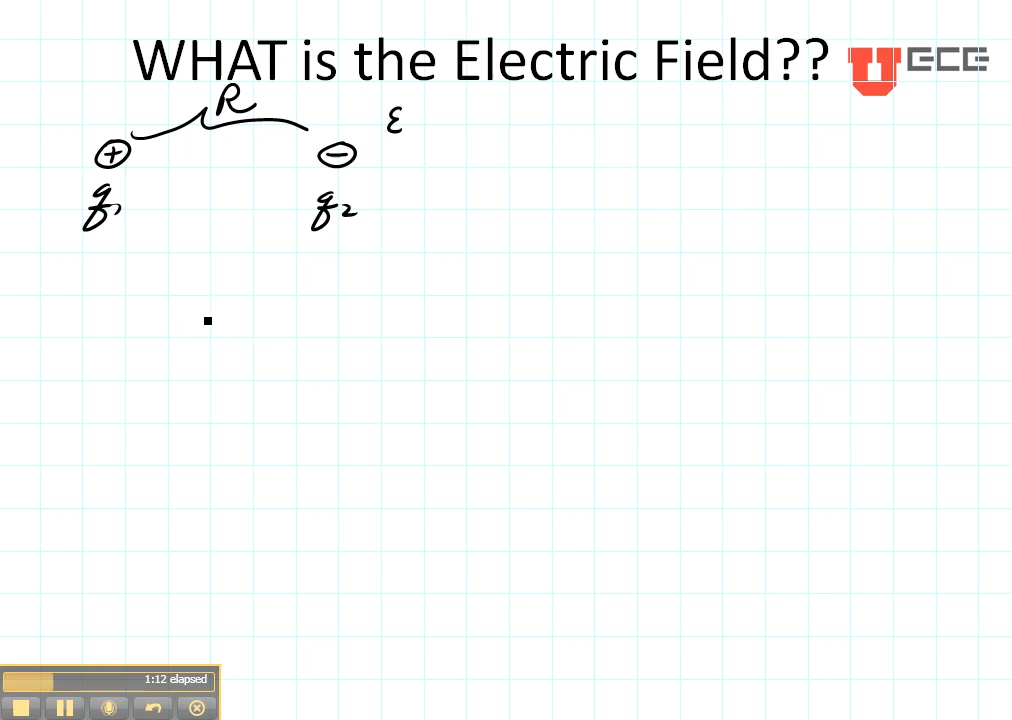 WHAT is the Electric Field??
U ECE
R
ε
+ −
q1 q2
1:12 elapsed